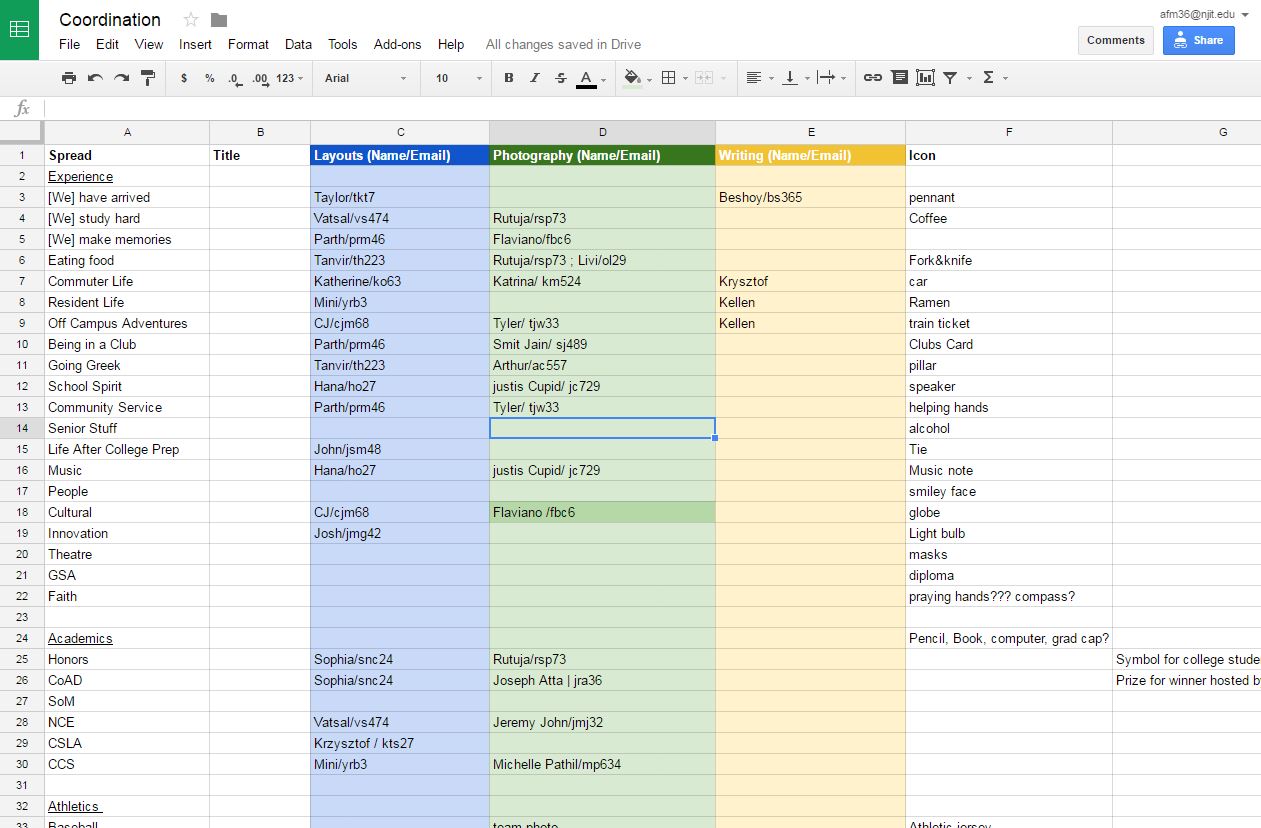 Coordination
afm36@njit.edu
File Edit View Insert Format Data Tools Add-ons Help All changes saved in Drive
Comments Share
$ % .0 .00 123 Arial 10 B I S A Σ
fx
A B C D E F G
1 Spread Title Layouts (Name/Email) Photography (Name/Email) Writing (Name/Email) Icon
2 Experience
3 [We] have arrived Taylor/tkt7 Beshoy/bs365 pennant
4 [We] study hard Vatsal/vs474 Rutuja/rsp73 Coffee
5 [We] make memories Parth/prm46 Flaviano/fbc6
6 Eating food Tanvir/th223 Rutuja/rsp73 ; Livi/ol29 Fork&knife
7 Commuter Life Katherine/ko63 Katrina/ km524 Krysztof car
8 Resident Life Mini/yrb3 Kellen Ramen
9 Off Campus Adventures CJ/cjm68 Tyler/ tjw33 Kellen train ticket
10 Being in a Club Parth/prm46 Smit Jain/ sj489 Clubs Card
11 Going Greek Tanvir/th223 Arthur/ac557 pillar
12 School Spirit Hana/ho27 justis Cupid/ jc729 speaker
13 Community Service Parth/prm46 Tyler/ tjw33 helping hands
14 Senior Stuff alcohol
15 Life After College Prep John/jsm48 Tie
16 Music Hana/ho27 justis Cupid/ jc729 Music note
17 People smiley face
18 Cultural CJ/cjm68 Flaviano /fbc6 globe
19 Innovation Josh/jmg42 Light bulb
20 Theatre masks
21 GSA diploma
22 Faith praying hands??? compass?
23
24 Academics Pencil, Book, computer, grad cap?
25 Honors Sophia/snc24 Rutuja/rsp73 Symbol for college stude
26 CoAD Sophia/snc24 Joseph Atta | jra36 Prize for winner hosted b
27 SoM
28 NCE Vatsal/vs474 Jeremy John/jmj32
29 CSLA Krzysztof / kts27
30 CCS Mini/yrb3 Michelle Pathil/mp634
31
32 Athletics
33 Baseball team photo Athletic jersey